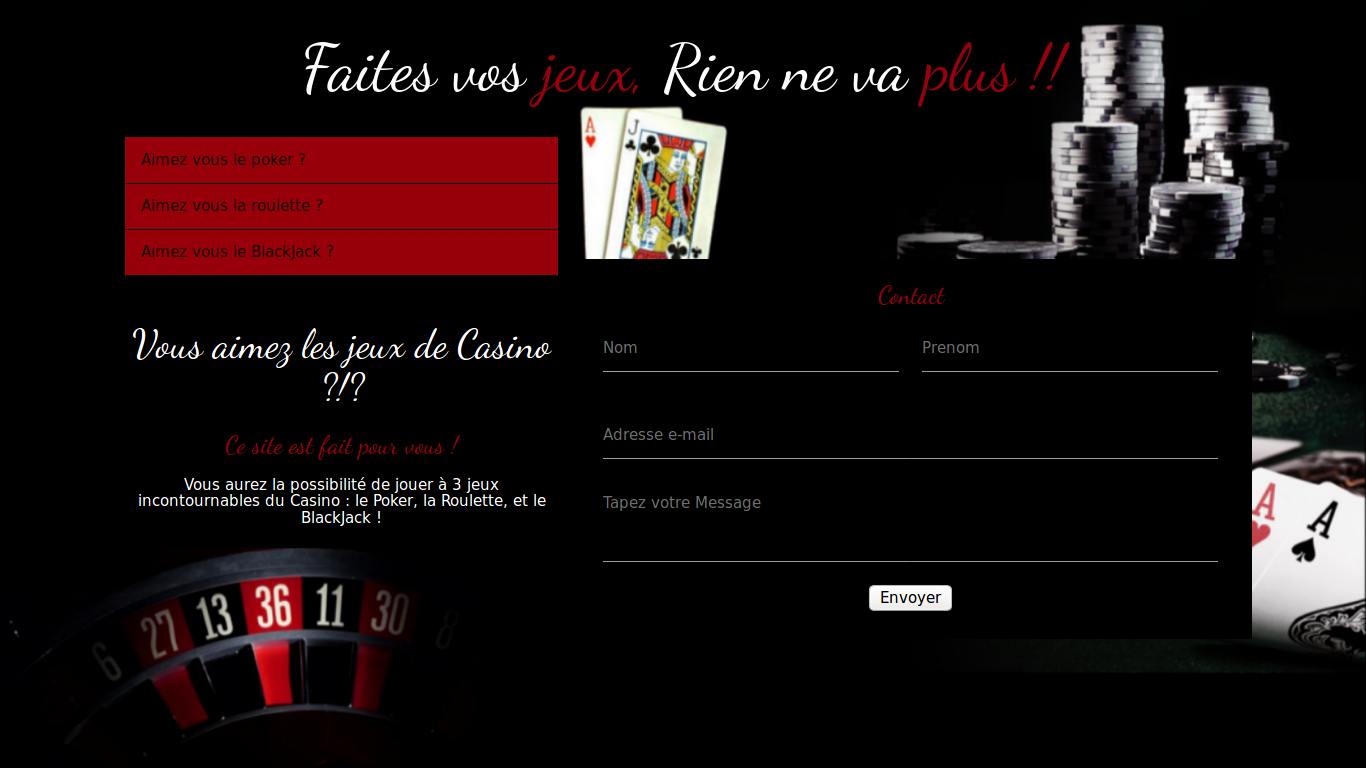 Faites vos jeux, Rien ne va plus !!
A
J
Aimez vous le poker ?
Aimez vous la roulette ?
Aimez vous le BlackJack ?
Contact
Nom
Prenom
Vous aimez les jeux de Casino
?!?
Adresse e-mail
Ce site est fait pour vous !
Vous aurez la possibilité de jouer à 3 jeux
incontournables du Casino : le Poker, la Roulette, et le
BlackJack !
Tapez votre Message
A
A
Envoyer
6 27 13 36 11 30 8